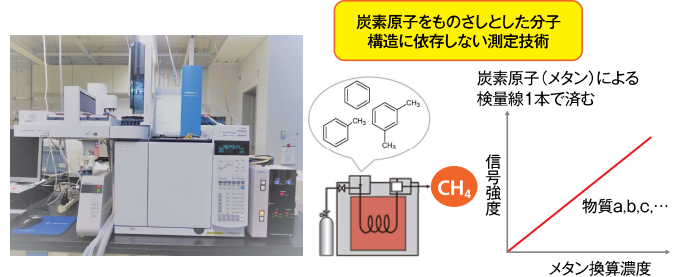 炭素原子をものさしとした分子
構造に依存しない測定技術
炭素原子（メタン）による
検量線1本で済む
CH₃
CH₃
CH₃
CH₄
信号強度
物質a,b,c,…
メタン換算濃度